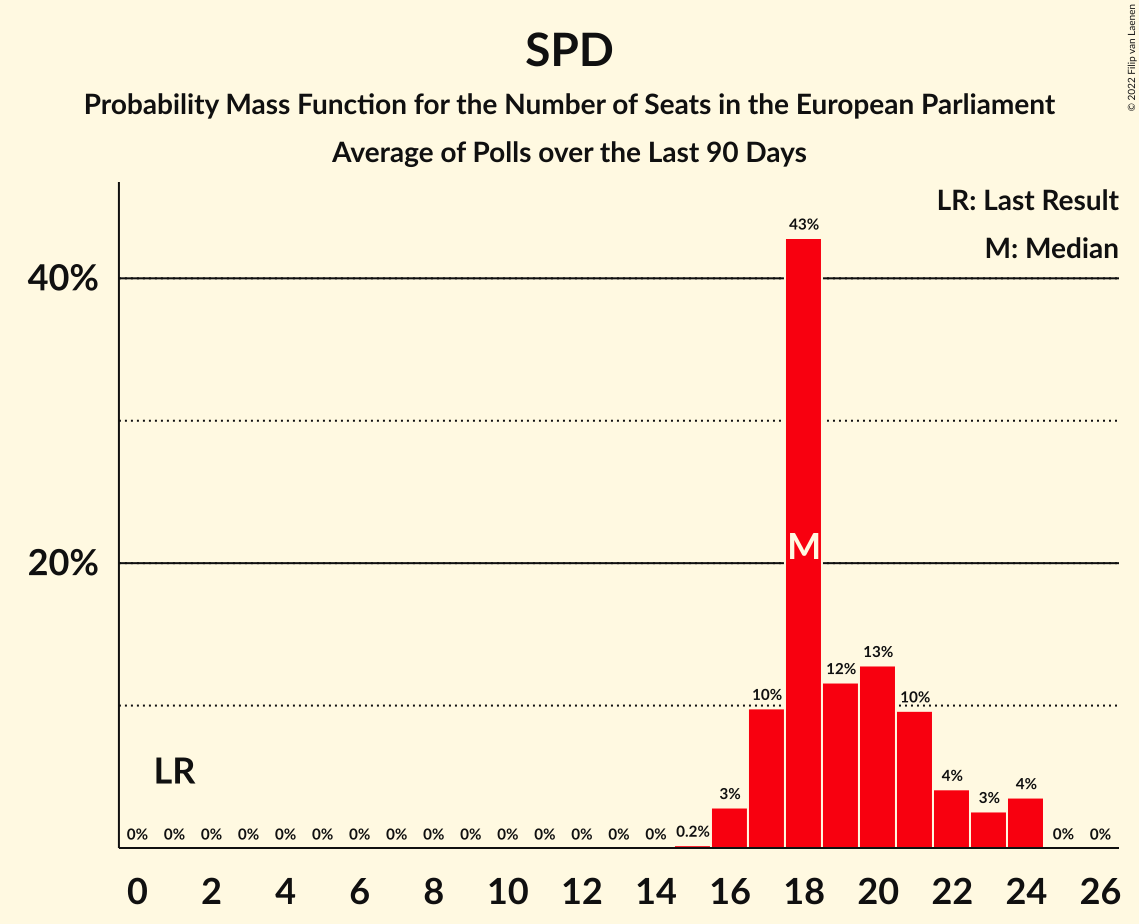 SPD
Probability Mass Function for the Number of Seats in the European Parliament
Average of Polls over the Last 90 Days
© 2022 Filip van Laenen
LR: Last Result
M: Median
43%
40%
M
20%
13%
12%
10%
10%
LR
4%
4%
3%
3%
0% 0% 0% 0% 0% 0% 0% 0% 0% 0% 0% 0% 0% 0% 0% 0.2% 0% 0%
0 2 4 6 8 10 12 14 16 18 20 22 24 26